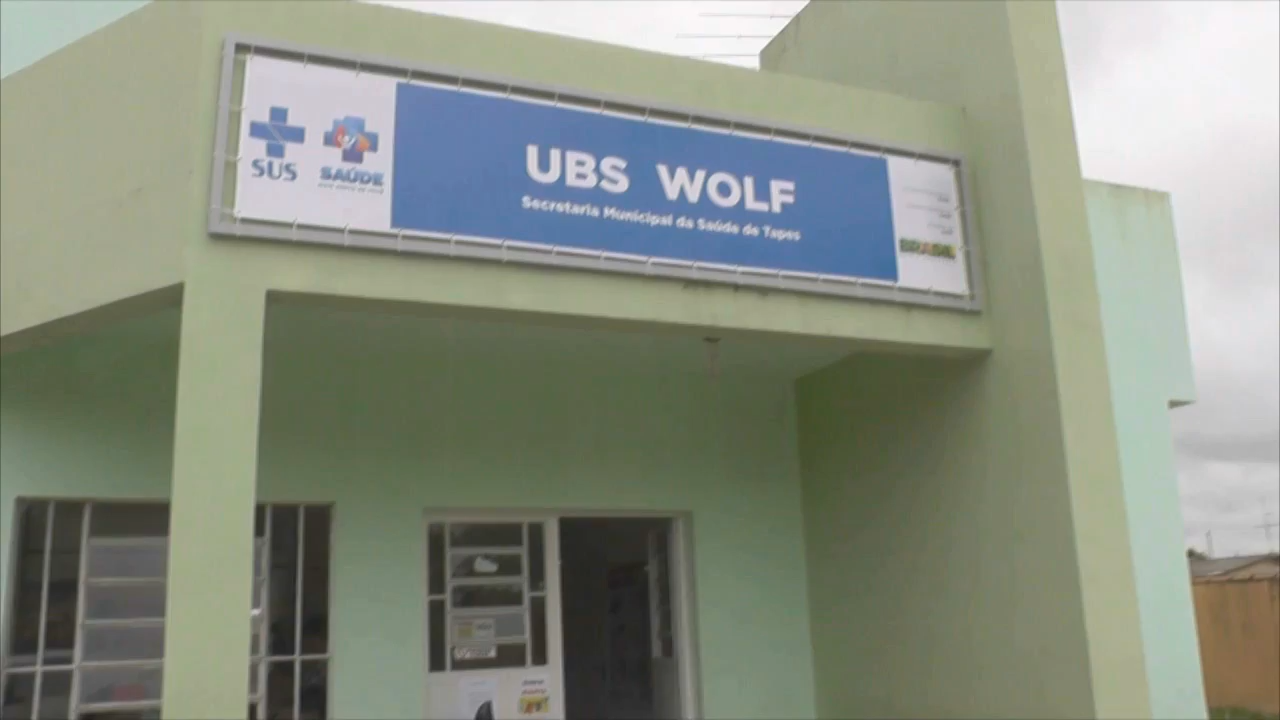 SUS
SAÚDE
UBS WOLF
Secretaria Municipal da Saúde de Tapes
BRASIL